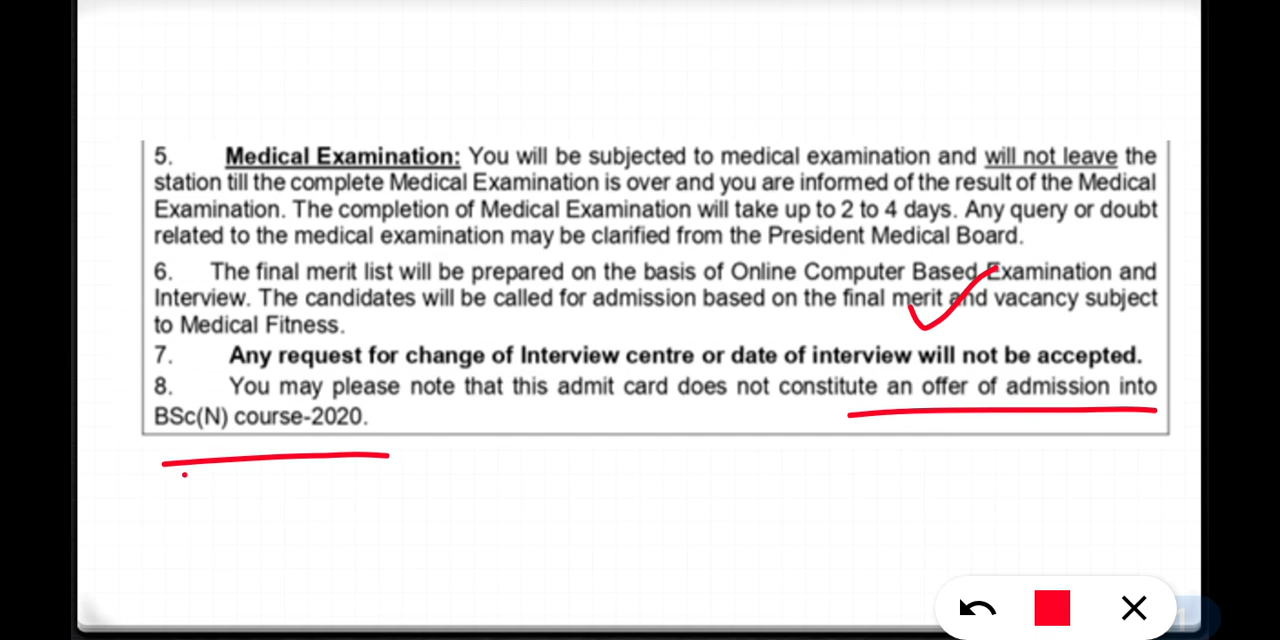 5. Medical Examination: You will be subjected to medical examination and will not leave the
station till the complete Medical Examination is over and you are informed of the result of the Medical
Examination. The completion of Medical Examination will take up to 2 to 4 days. Any query or doubt
related to the medical examination may be clarified from the President Medical Board.
6. The final merit list will be prepared on the basis of Online Computer Based Examination and
Interview. The candidates will be called for admission based on the final merit and vacancy subject
to Medical Fitness.
7. Any request for change of Interview centre or date of interview will not be accepted.
8. You may please note that this admit card does not constitute an offer of admission into
BSc(N) course-2020.
1